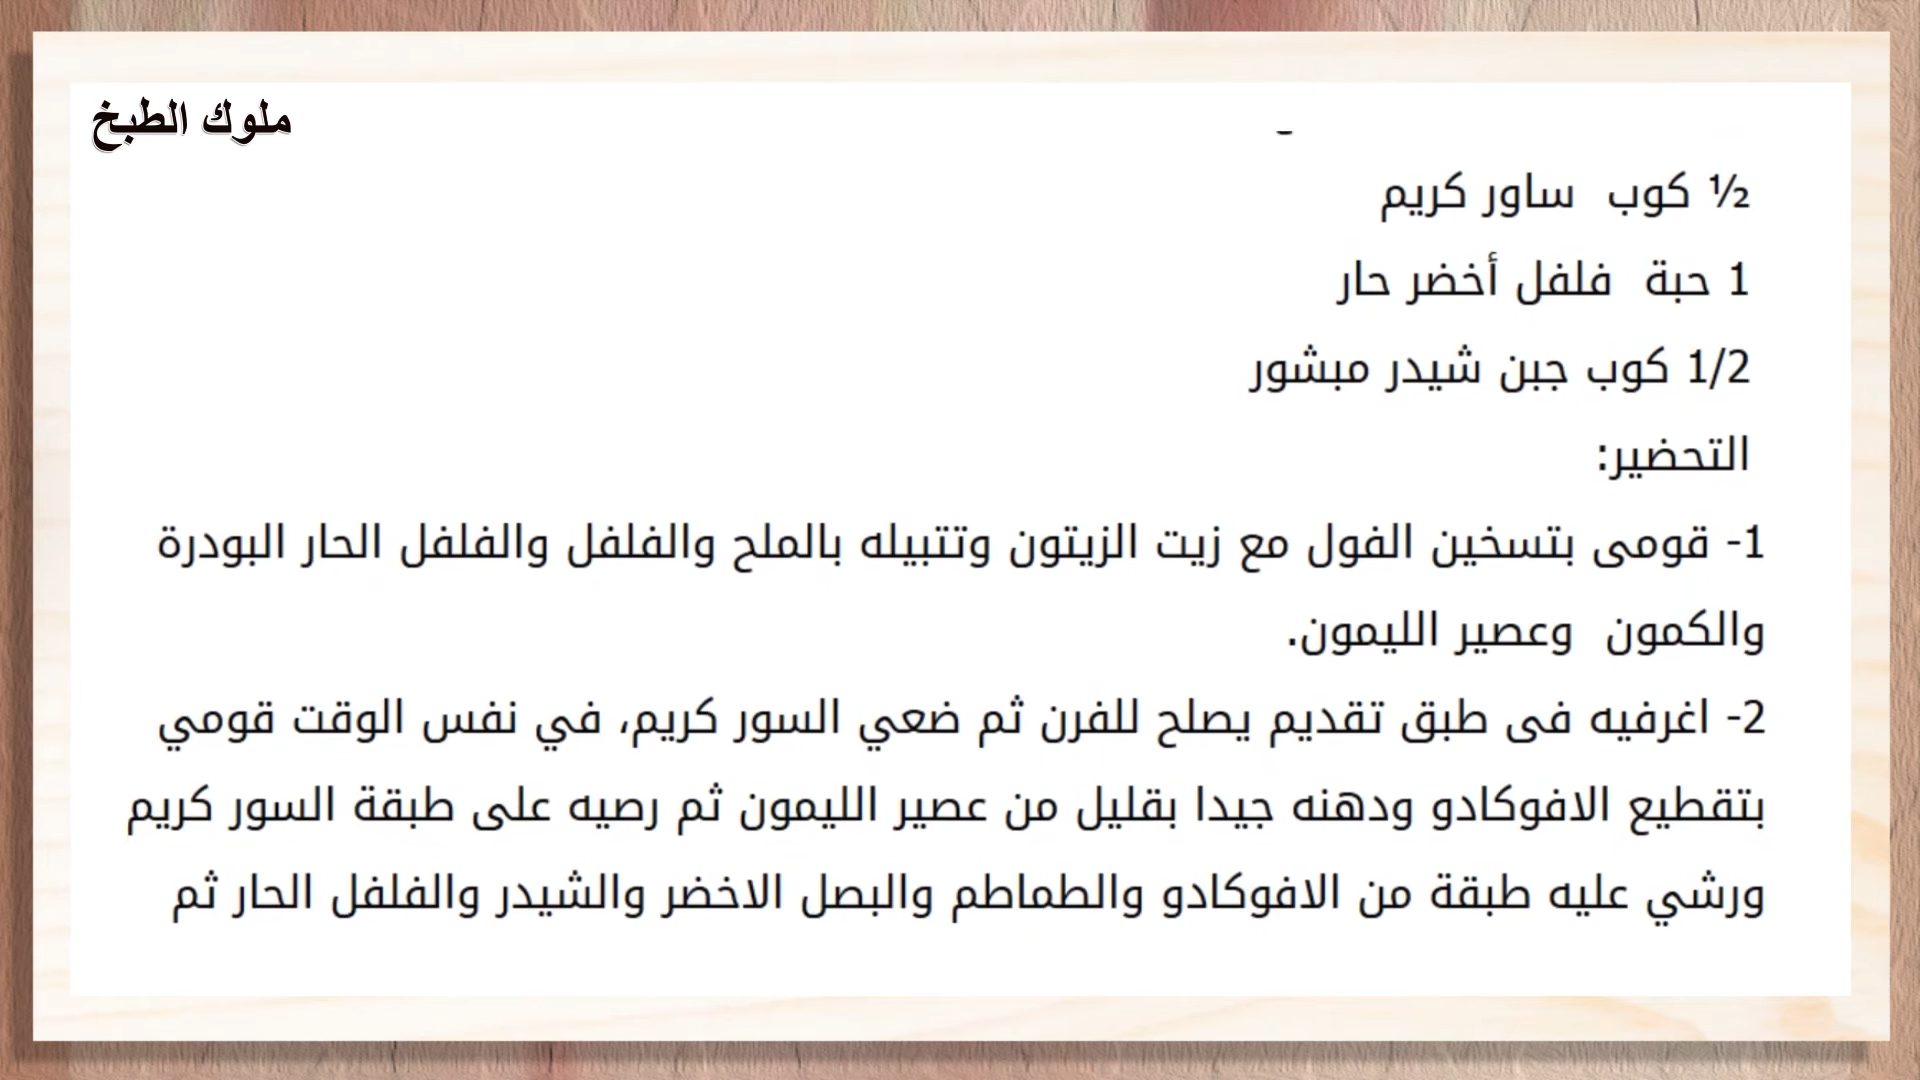 ملوك الطبخ
½ كوب ساور كريم
1 حبة فلفل أخضر حار
1/2 كوب جبن شيدر مبشور
التحضير:
1- قومى بتسخين الفول مع زيت الزيتون وتتبيله بالملح والفلفل والفلفل الحار البودرة
والكمون وعصير الليمون.
2- اغرفيه فى طبق تقديم يصلح للفرن ثم ضعي السور كريم، في نفس الوقت قومي
بتقطيع الافوكادو ودهنه جيدا بقليل من عصير الليمون ثم رصيه على طبقة السور كريم
ورشي عليه طبقة من الافوكادو والطماطم والبصل الاخضر والشيدر والفلفل الحار ثم